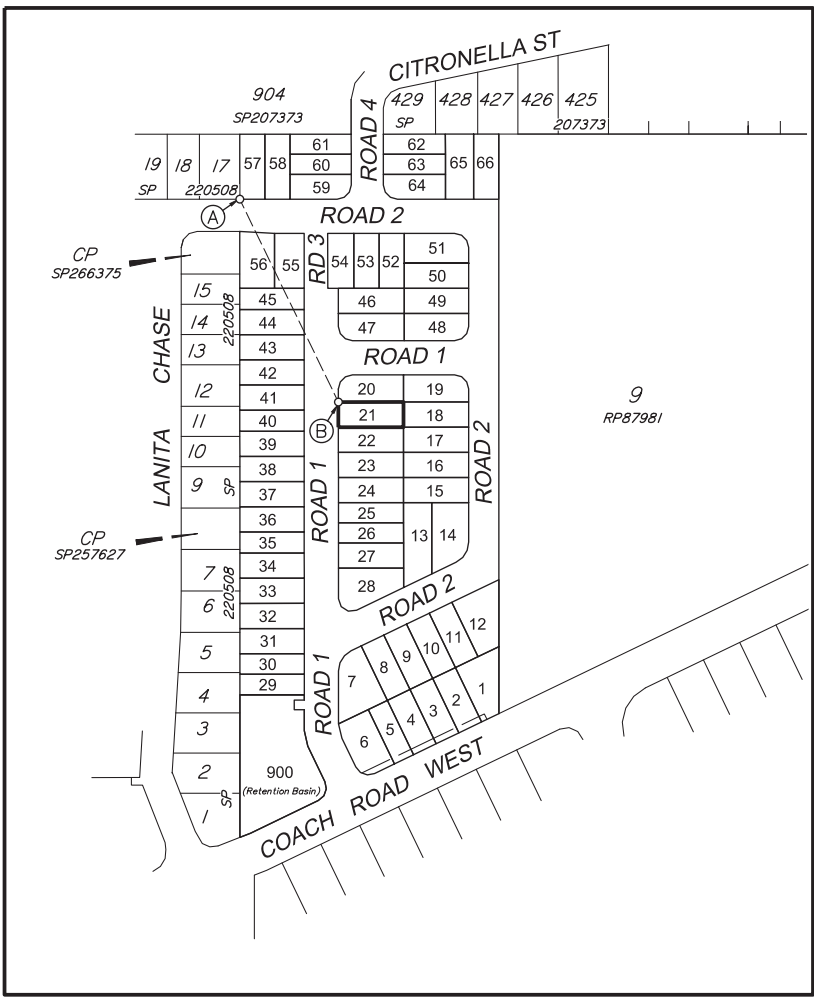 CITRONELLA ST
904
SP207373
ROAD 4
429 428 427 426 425
SP 207373
19 18 17 57 58
61
60
59
62
63
64
65 66
SP 220508
A
ROAD 2
CP
SP266375
56 55
RD 3
54 53 52
51
50
15 45
46 49
220508
14 44
47 48
CHASE
13 43
ROAD 1
42
12 41
20 19
9
RP87981
11 40
B
21 18
LANITA
10 39
22 17
ROAD 2
38
23 16
9 SP 37
ROAD 1
24 15
36
25
13 14
CP
SP257627
35
26
27
7 34
28
220508
33
ROAD 2
6 32
12
11
10
9
8
7
5 31
30
ROAD 1
4 29
1
2
3
4
5
6
3
2
900
(Retention Basin)
SP
1
COACH ROAD WEST